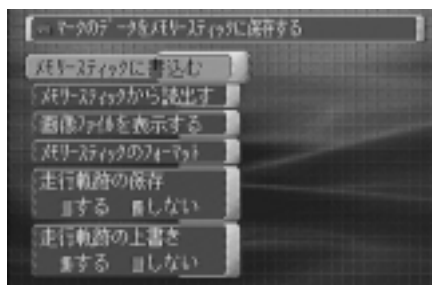 マークのデータをメモリースティックに保存する
メモリースティックに書込む
メモリースティックから読出す
画像ファイルを表示する
メモリースティックのフォーマット
走行軌跡の保存
する しない
走行軌跡の上書き
する しない